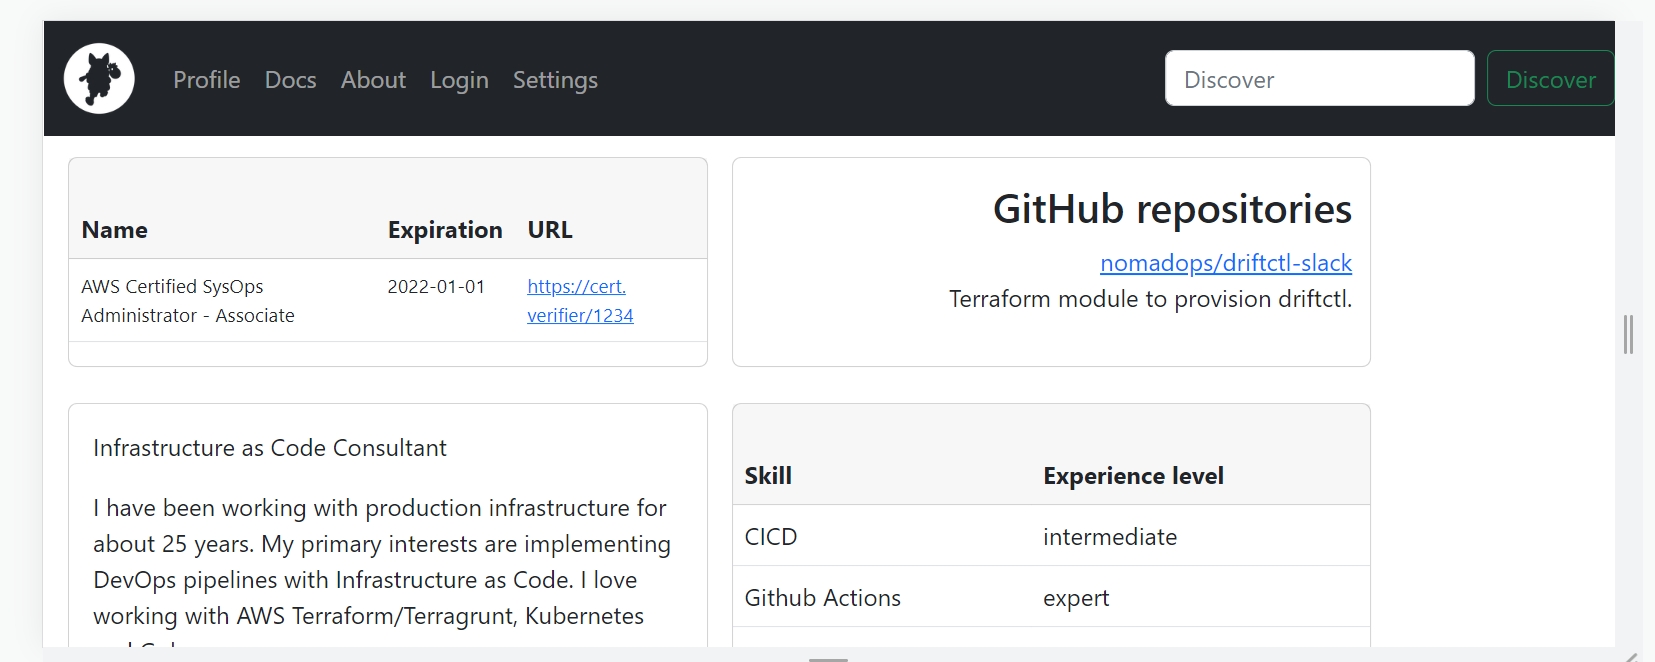 Profile Docs About Login Settings Discover Discover
Name Expiration URL
AWS Certified SysOps 2022-01-01 https://cert.
Administrator - Associate verifier/1234
GitHub repositories
nomadops/driftctl-slack
Terraform module to provision driftctl.
Infrastructure as Code Consultant
I have been working with production infrastructure for
about 25 years. My primary interests are implementing
DevOps pipelines with Infrastructure as Code. I love
working with AWS Terraform/Terragrunt, Kubernetes
Skill Experience level
CICD intermediate
Github Actions expert